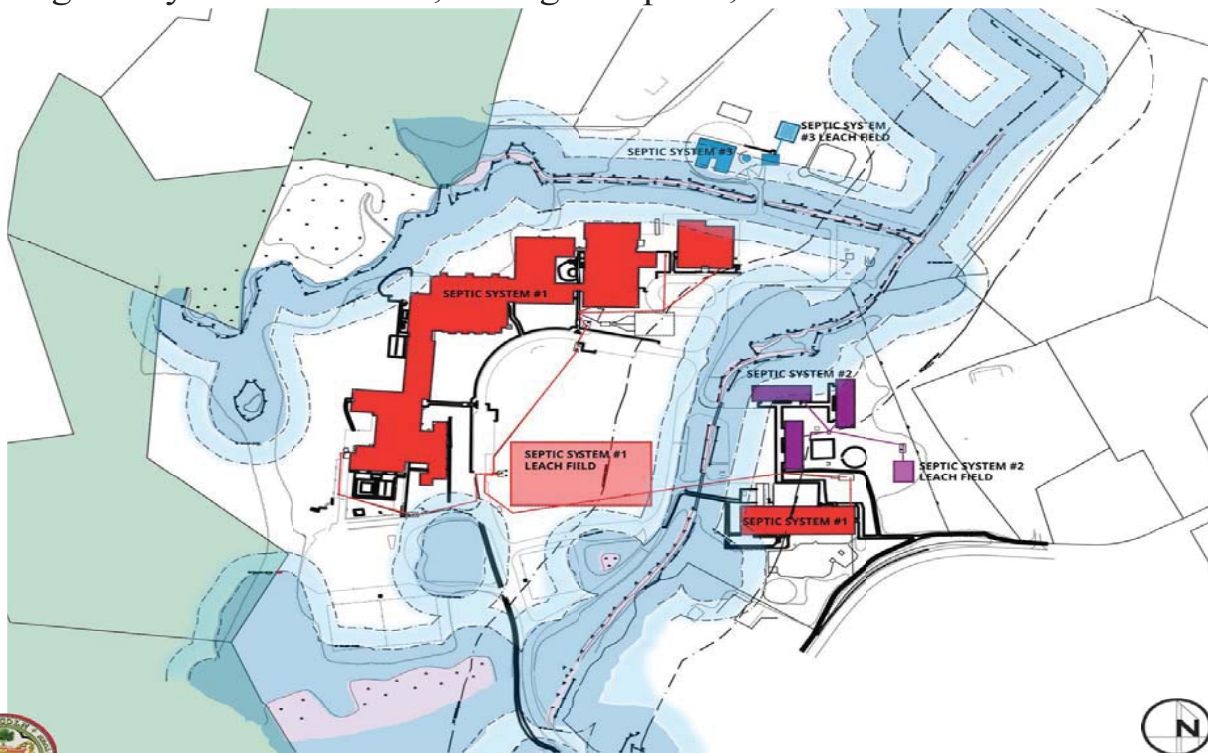 SEPTIC SYSTEM
#3 LEACH FIELD
SEPTIC SYSTEM #3
SEPTIC SYSTEM #1
SEPTIC SYSTEM #2
SEPTIC SYSTEM #1
LEACH FIILD
SEPTIC SYSTEM #2
LEACH FIELD
SEPTIC SYSTEM #1
N